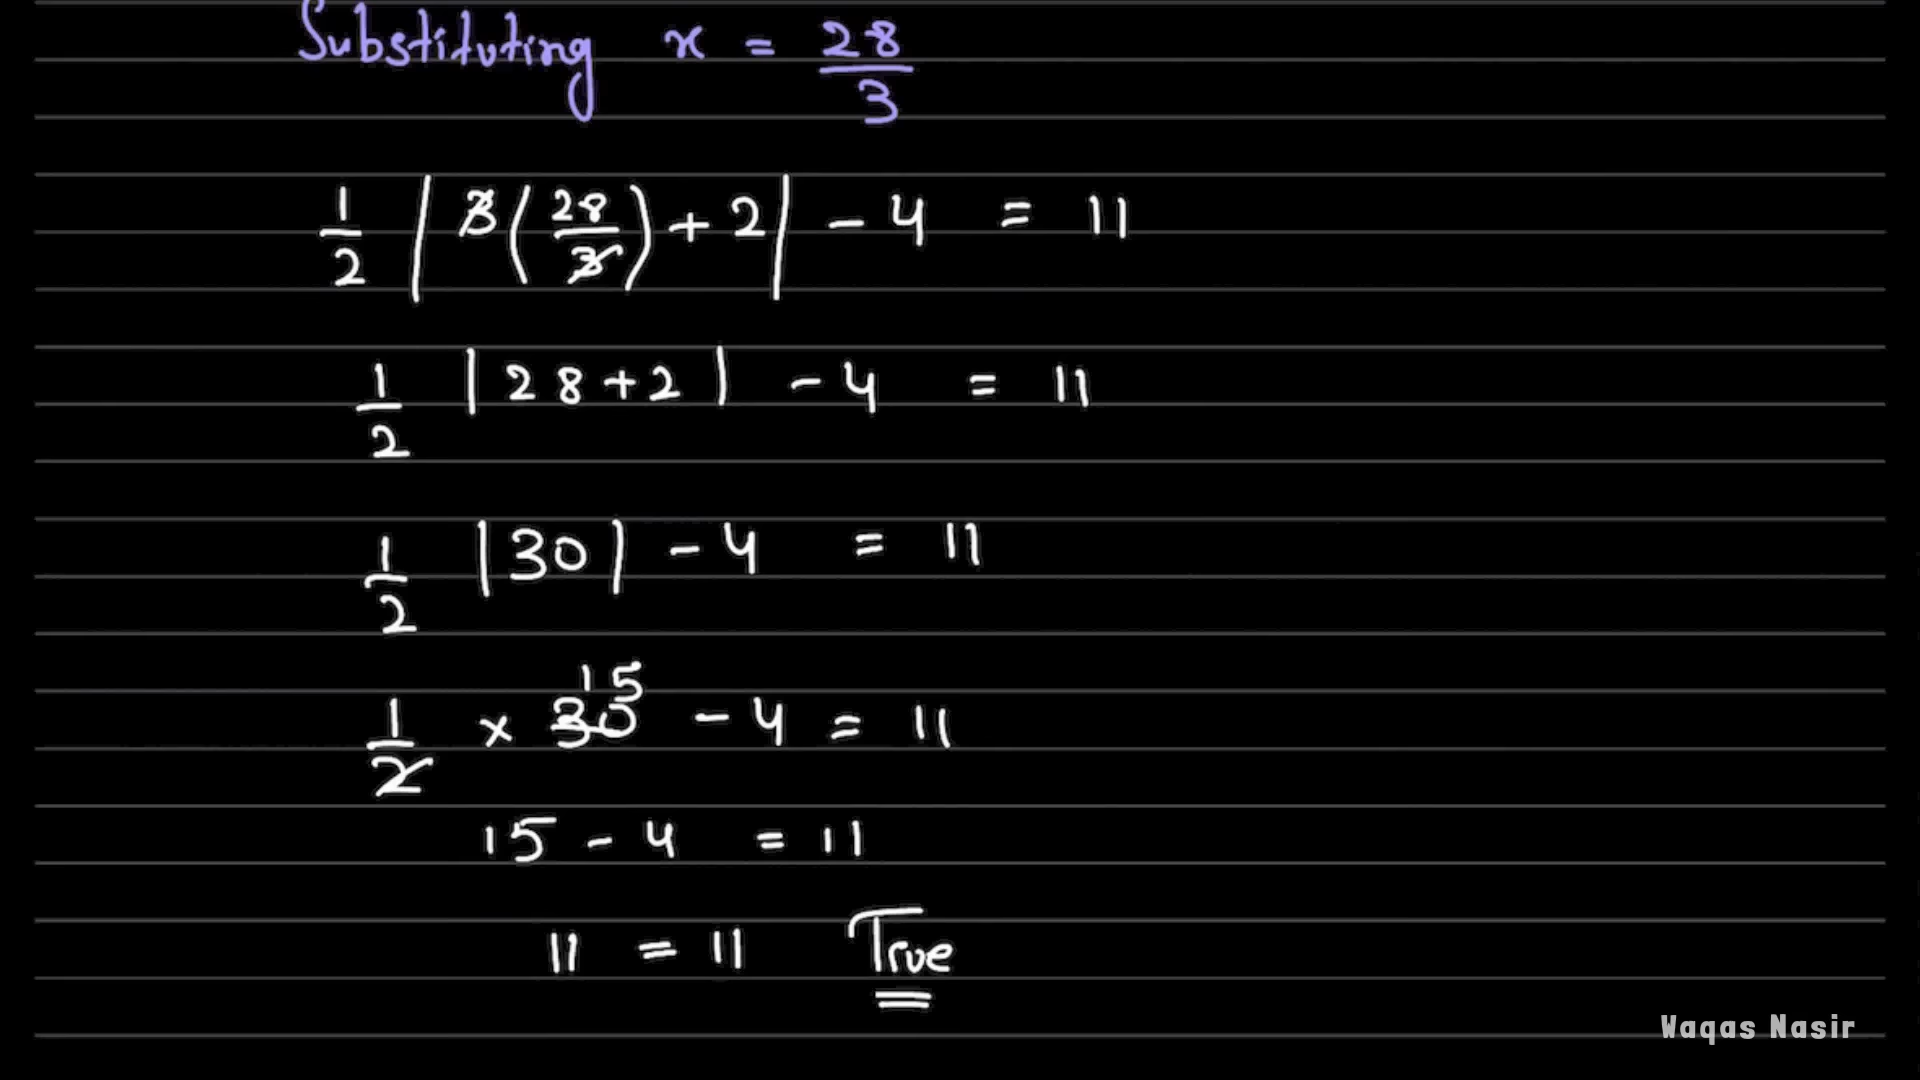 Substituting x = 28/3
1/2 |3(28/3) + 2| - 4 = 11
1/2 |28 + 2| - 4 = 11
1/2 |30| - 4 = 11
1/2 × 30 15 - 4 = 11
15 - 4 = 11
11 = 11 True
Waqas Nasir